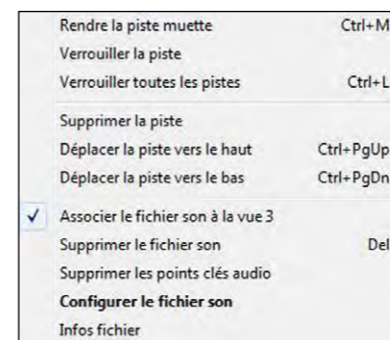 Rendre la piste muette Ctrl+M
Verrouiller la piste
Verrouiller toutes les pistes Ctrl+L
Supprimer la piste
Déplacer la piste vers le haut Ctrl+PgUp
Déplacer la piste vers le bas Ctrl+PgDn
Associer le fichier son à la vue 3
Supprimer le fichier son Del
Supprimer les points clés audio
Configurer le fichier son
Infos fichier